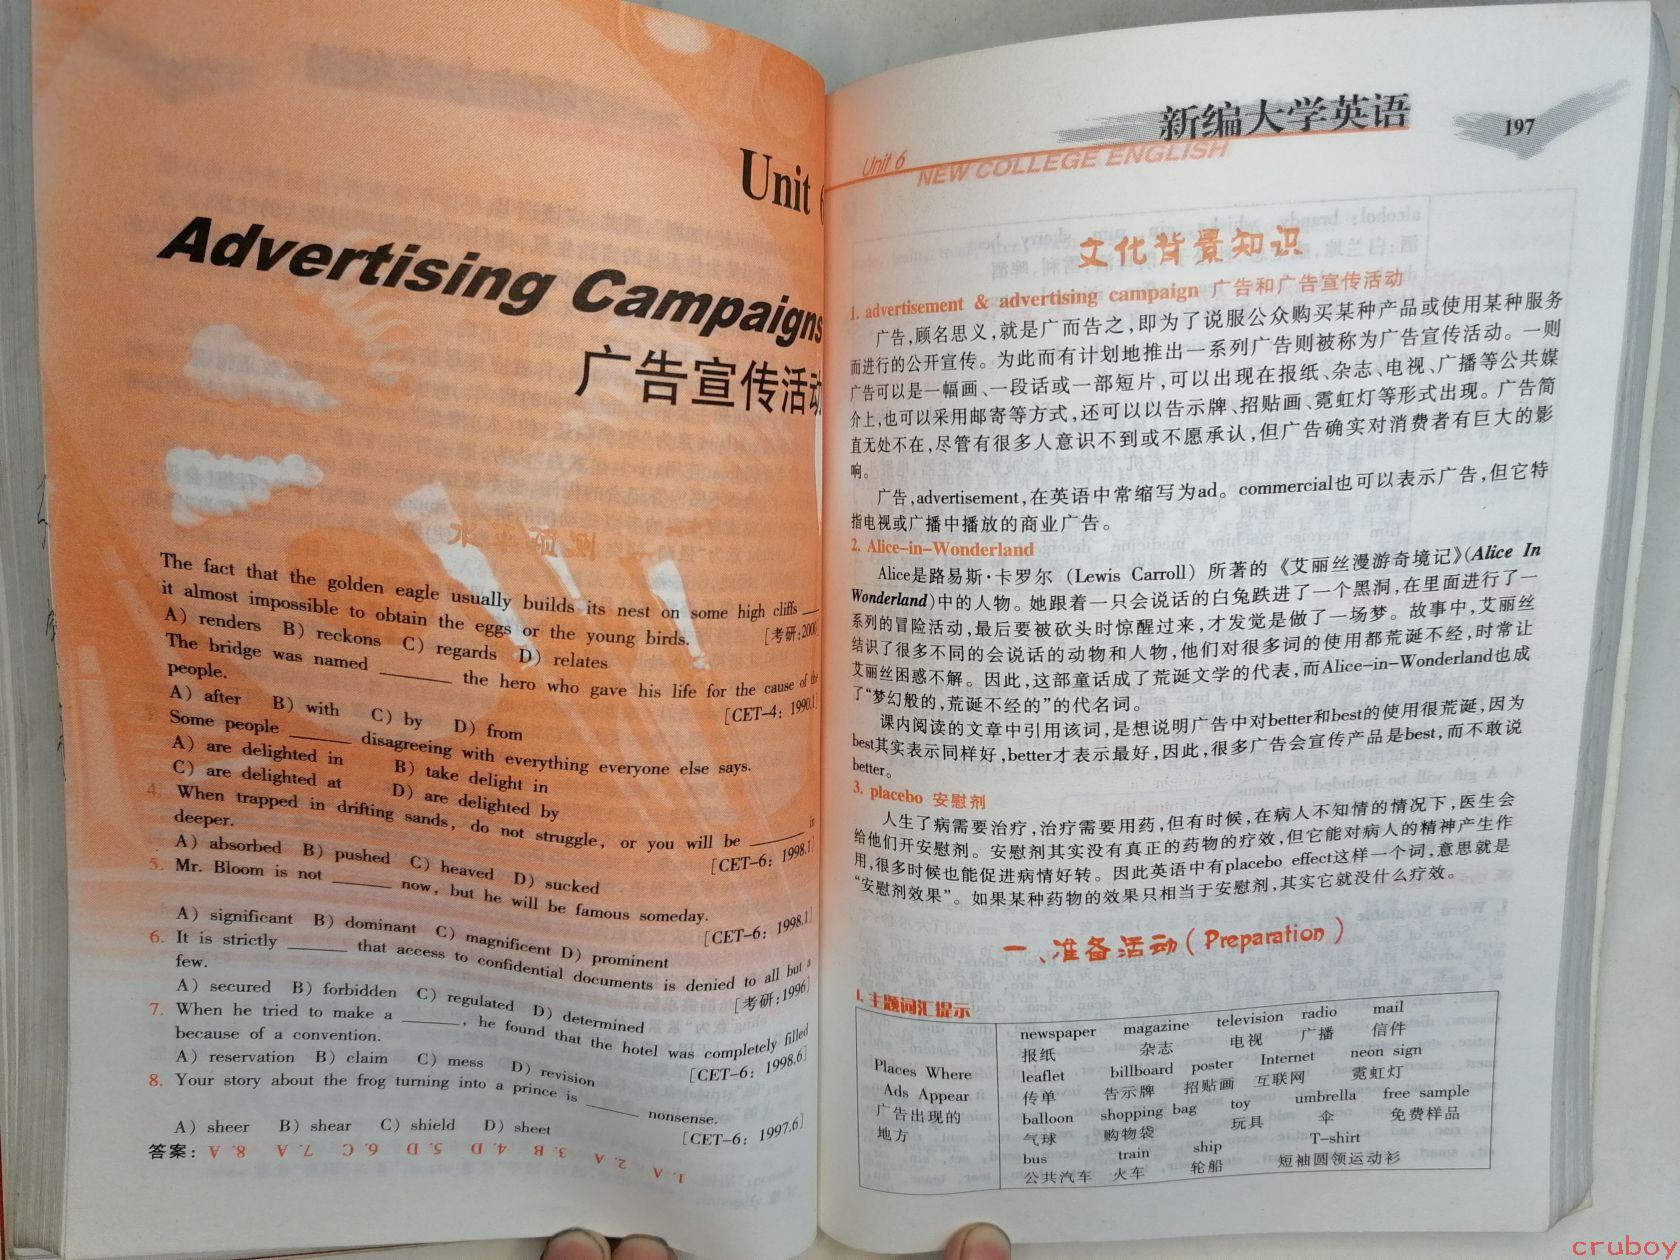 Unit 6
Advertising Campaigns
广告宣传活动
水平预测
The fact that the golden eagle usually builds its nest on some high cliffs ___
it almost impossible to obtain the eggs or the young birds. [考研:2000
A) renders B) reckons C) regards D) relates
The bridge was named ___ the hero who gave his life for the cause of the
people. [CET-4: 1990.1]
A) after B) with C) by D) from
Some people ___ disagreeing with everything everyone else says.
A) are delighted in B) take delight in
C) are delighted at D) are delighted by
4. When trapped in drifting sands, do not struggle, or you will be ___ in
deeper. [CET-6: 1998.1]
A) absorbed B) pushed C) heaved D) sucked
5. Mr. Bloom is not ___ now, but he will be famous someday.
[CET-6: 1998.1]
A) significant B) dominant C) magnificent D) prominent
6. It is strictly ___ that access to confidential documents is denied to all but a
few. [考研:1996]
A) secured B) forbidden C) regulated D) determined
7. When he tried to make a ___, he found that the hotel was completely filled
because of a convention. [CET-6: 1998.6]
A) reservation B) claim C) mess D) revision
8. Your story about the frog turning into a prince is ___ nonsense.
[CET-6: 1997.6]
A) sheer B) shear C) shield D) sheet
答案: 1. A 2. A 3. B 4. D 5. D 6. C 7. A 8. A
新编大学英语
197
Unit 6
NEW COLLEGE ENGLISH
文化背景知识
1. advertisement & advertising campaign 广告和广告宣传活动
广告,顾名思义,就是广而告之,即为了说服公众购买某种产品或使用某种服务
而进行的公开宣传。为此而有计划地推出一系列广告则被称为广告宣传活动。一则
广告可以是一幅画、一段话或一部短片,可以出现在报纸、杂志、电视、广播等公共媒
介上,也可以采用邮寄等方式,还可以以告示牌、招贴画、霓虹灯等形式出现。广告简
直无处不在,尽管有很多人意识不到或不愿承认,但广告确实对消费者有巨大的影
响。
广告,advertisement,在英语中常缩写为ad。commercial也可以表示广告,但它特
指电视或广播中播放的商业广告。
2. Alice-in-Wonderland
Alice是路易斯·卡罗尔 (Lewis Carroll) 所著的《艾丽丝漫游奇境记》(Alice In
Wonderland)中的人物。她跟着一只会说话的白兔跌进了一个黑洞,在里面进行了一
系列的冒险活动,最后要被砍头时惊醒过来,才发觉是做了一场梦。故事中,艾丽丝
结识了很多不同的会说话的动物和人物,他们对很多词的使用都荒诞不经,时常让
艾丽丝困惑不解。因此,这部童话成了荒诞文学的代表,而Alice-in-Wonderland也成
了“梦幻般的,荒诞不经的”的代名词。
课内阅读的文章中引用该词,是想说明广告中对better和best的使用很荒诞,因为
best其实表示同样好,better才表示最好,因此,很多广告会宣传产品是best,而不敢说
better。
3. placebo 安慰剂
人生了病需要治疗,治疗需要用药,但有时候,在病人不知情的情况下,医生会
给他们开安慰剂。安慰剂其实没有真正的药物的疗效,但它能对病人的精神产生作
用,很多时候也能促进病情好转。因此英语中有placebo effect这样一个词,意思就是
“安慰剂效果”。如果某种药物的效果只相当于安慰剂,其实它就没什么疗效。
一、准备活动(Preparation)
1. 主题词汇提示
Places Where
Ads Appear
广告出现的
地方
newspaper magazine television radio mail
报纸 杂志 电视 广播 信件
leaflet billboard poster Internet neon sign
传单 告示牌 招贴画 互联网 霓虹灯
balloon shopping bag toy umbrella free sample
气球 购物袋 玩具 伞 免费样品
bus train ship T-shirt
公共汽车 火车 轮船 短袖圆领运动衫
cruboy